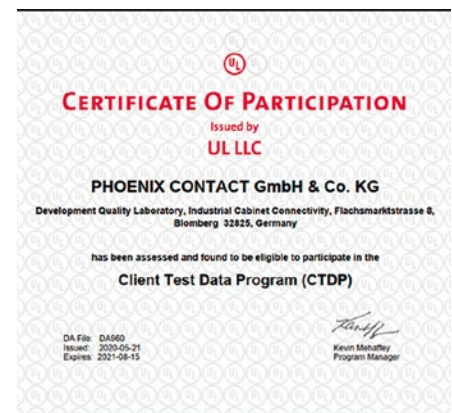 UL
CERTIFICATE OF PARTICIPATION
Issued by
UL LLC
PHOENIX CONTACT GmbH & Co. KG
Development Quality Laboratory, Industrial Cabinet Connectivity, Flachsmarktstrasse 8,
Blomberg 32825, Germany
has been assessed and found to be eligible to participate in the
Client Test Data Program (CTDP)
DA File: DA960
Issued: 2020-05-21
Expires: 2021-08-15
Kevin Mehaffey
Program Manager